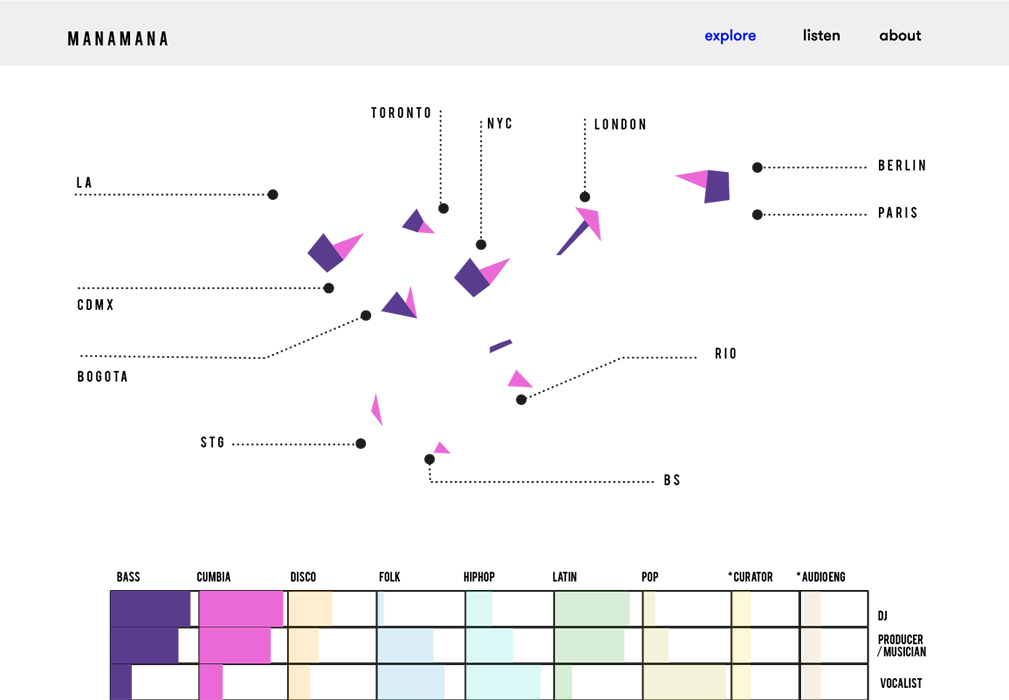 MANAMANA
explore
listen
about
TORONTO
NYC
LONDON
BERLIN
LA
PARIS
CDMX
RIO
BOGOTA
STG
BS
BASS
CUMBIA
DISCO
FOLK
HIPHOP
LATIN
POP
*CURATOR
*AUDIOENG
DJ
PRODUCER
/ MUSICIAN
VOCALIST